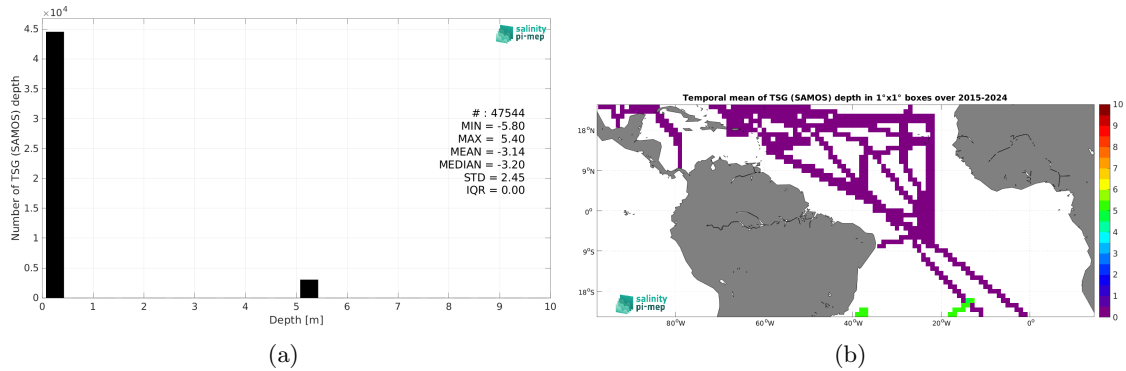 ×10⁴
4.5
4
3.5
3
2.5
2
1.5
1
0.5
0
Number of TSG (SAMOS) depth
salinity
pi-mep
# : 47544
MIN = -5.80
MAX = 5.40
MEAN = -3.14
MEDIAN = -3.20
STD = 2.45
IQR = 0.00
0 1 2 3 4 5 6 7 8 9 10
Depth [m]
(a)
Temporal mean of TSG (SAMOS) depth in 1°x1° boxes over 2015-2024
18°N
9°N
0°
9°S
18°S
salinity
pi-mep
80°W 60°W 40°W 20°W 0°
10
9
8
7
6
5
4
3
2
1
0
(b)